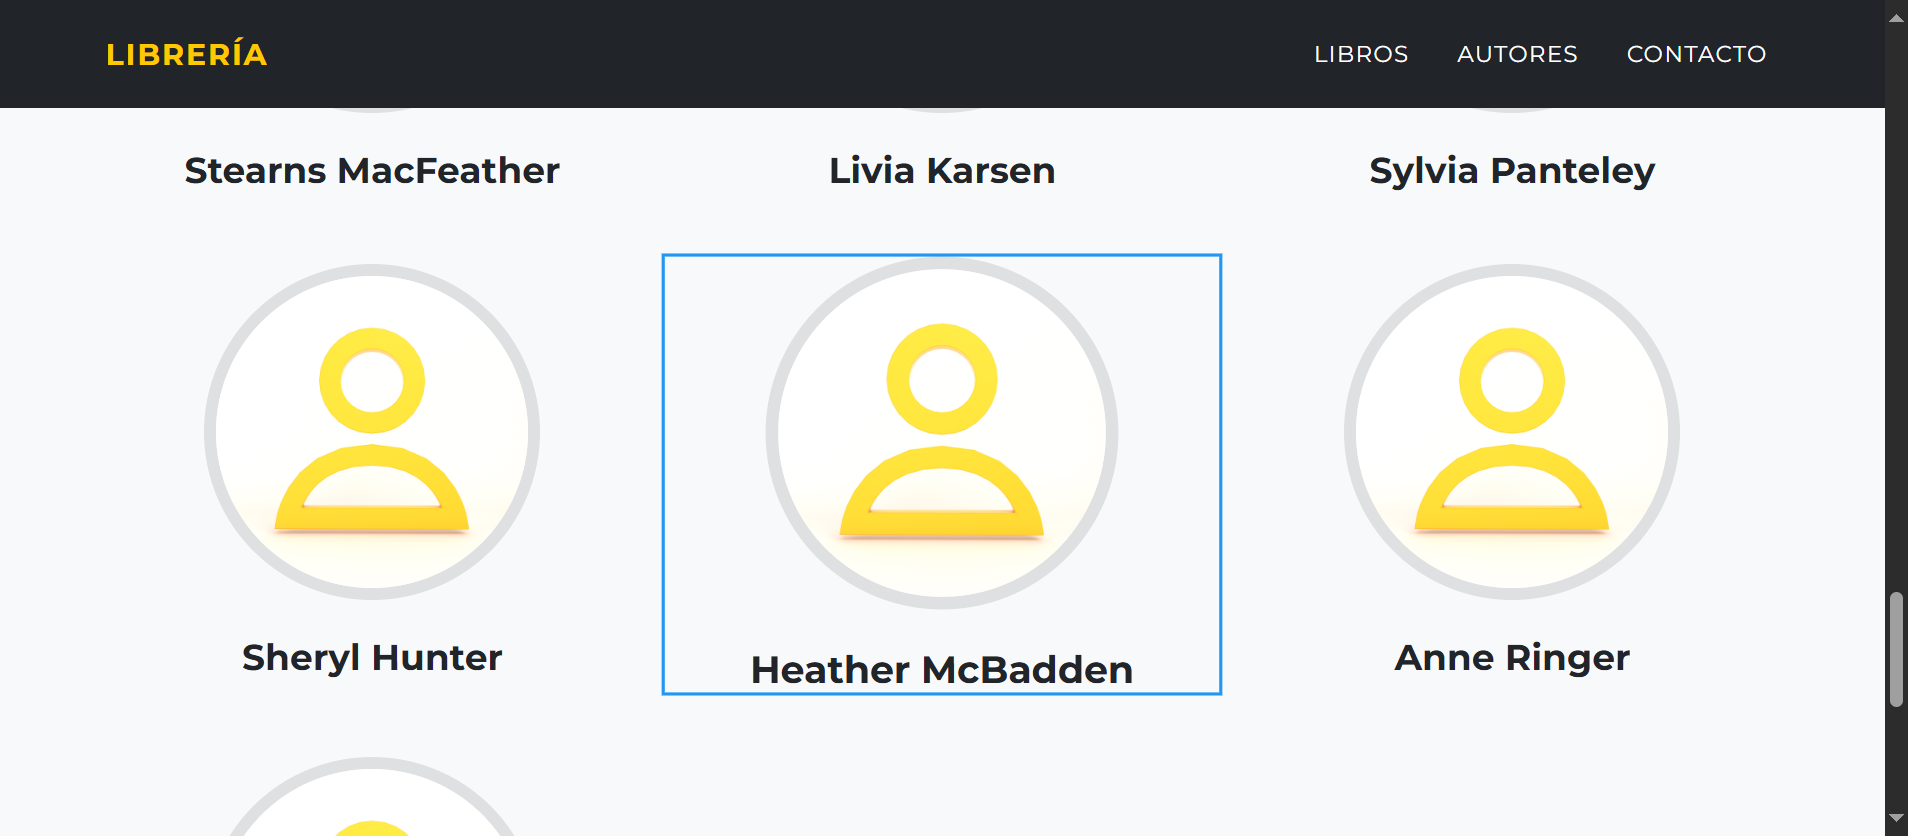 LIBRERÍA
LIBROS AUTORES CONTACTO
Stearns MacFeather
Livia Karsen
Sylvia Panteley
Sheryl Hunter
Heather McBadden
Anne Ringer